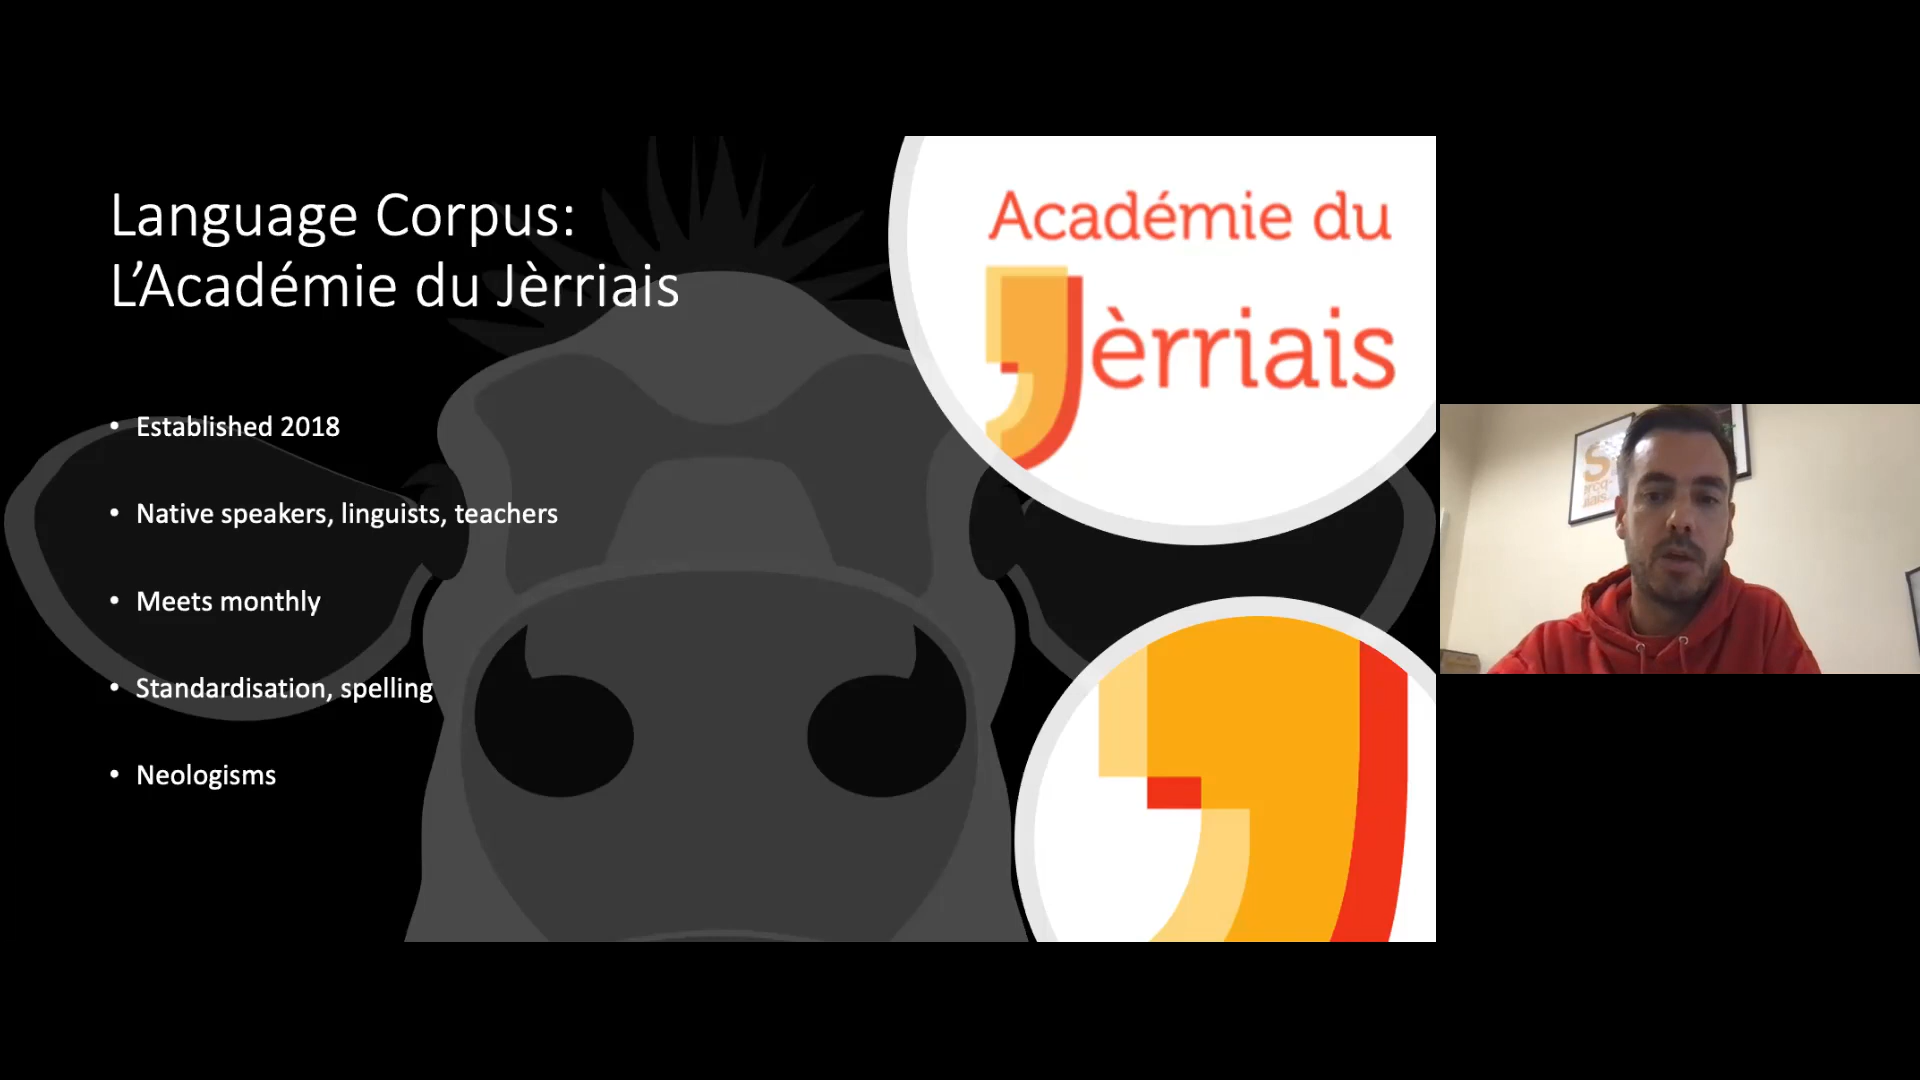 Language Corpus:
L’Académie du Jèrriais
• Established 2018
• Native speakers, linguists, teachers
• Meets monthly
• Standardisation, spelling
• Neologisms
Académie du
Jèrriais